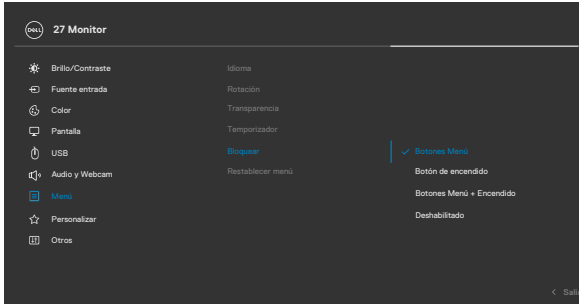 DELL
27 Monitor
Brillo/Contraste
Idioma
Fuente entrada
Rotación
Color
Transparencia
Pantalla
Temporizador
USB
Bloquear
Botones Menú
Audio y Webcam
Restablecer menú
Botón de encendido
Menú
Botones Menú + Encendido
Personalizar
Deshabilitado
Otros